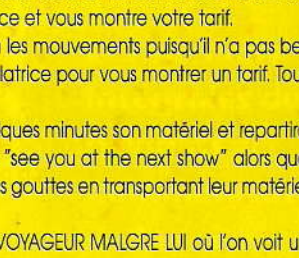 ce et vous montre votre tarif.
les mouvements puisqu'il n'a pas be
latrice pour vous montrer un tarif. Tou
ques minutes son matériel et repartir
"see you at the next show" alors qu
s gouttes en transportant leur matérie
VOYAGEUR MALGRE LUI où l'on voit u